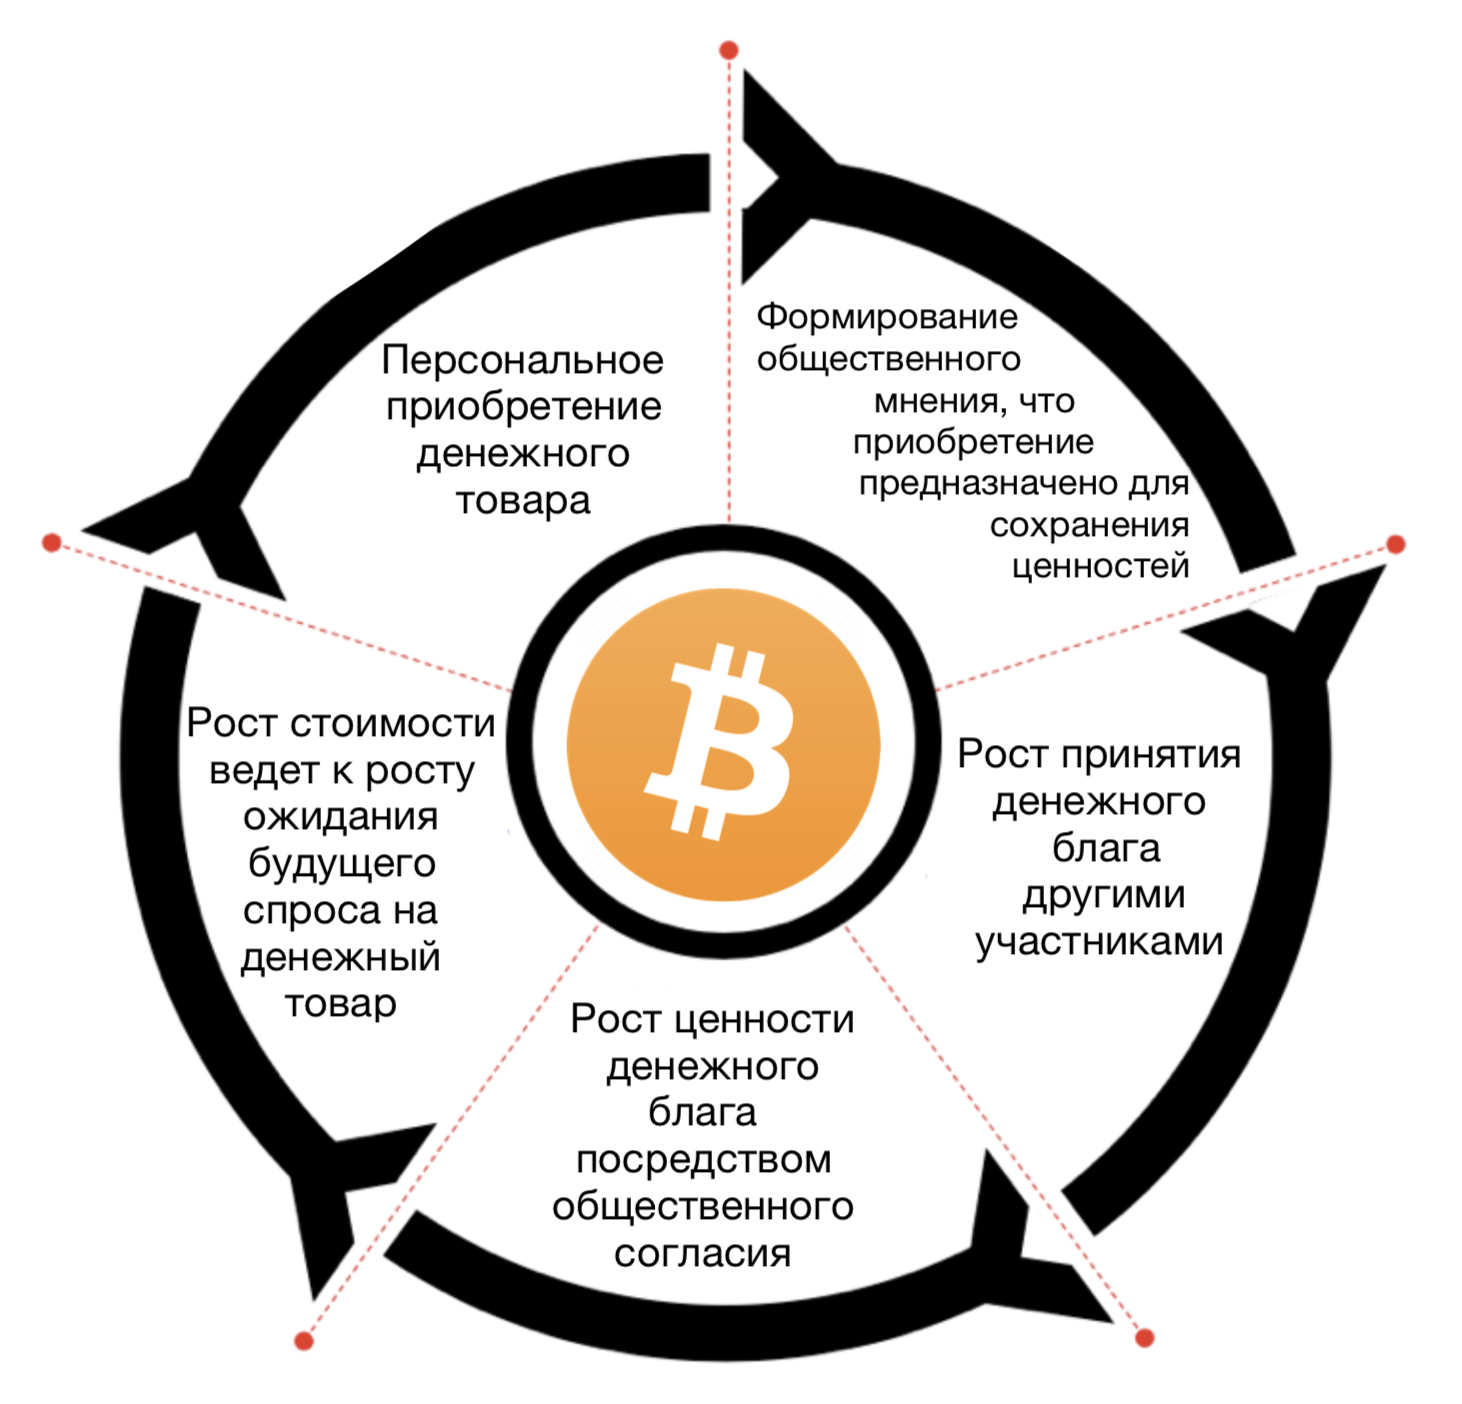 Персональное
приобретение
денежного
товара
Формирование
общественного
мнения, что
приобретение
предназначено для
сохранения
ценностей
Рост принятия
денежного
блага
другими
участниками
Рост ценности
денежного
блага
посредством
общественного
согласия
Рост стоимости
ведет к росту
ожидания
будущего
спроса на
денежный
товар